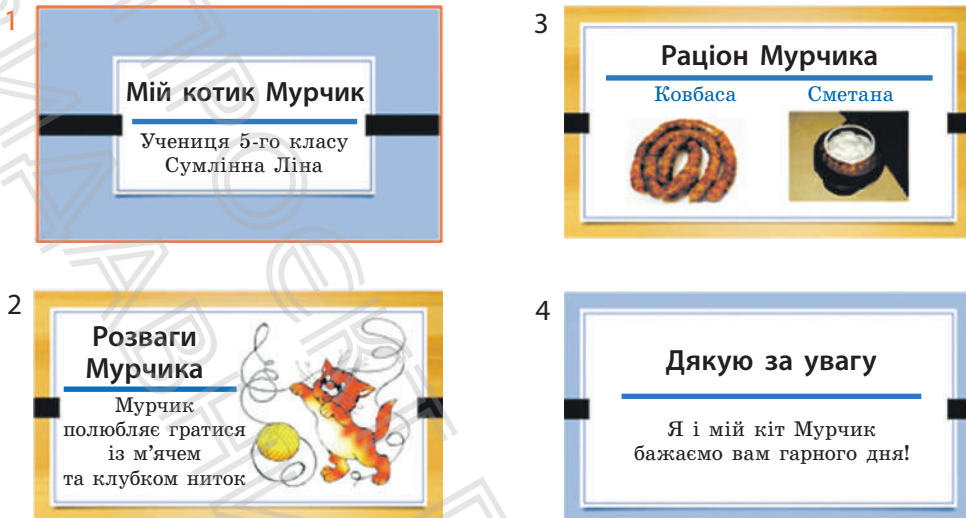 1
Мій котик Мурчик
Учениця 5-го класу
Сумлінна Ліна
2
Розваги
Мурчика
Мурчик
полюбляє гратися
із м’ячем
та клубком ниток
3
Раціон Мурчика
Ковбаса Сметана
4
Дякую за увагу
Я і мій кіт Мурчик
бажаємо вам гарного дня!